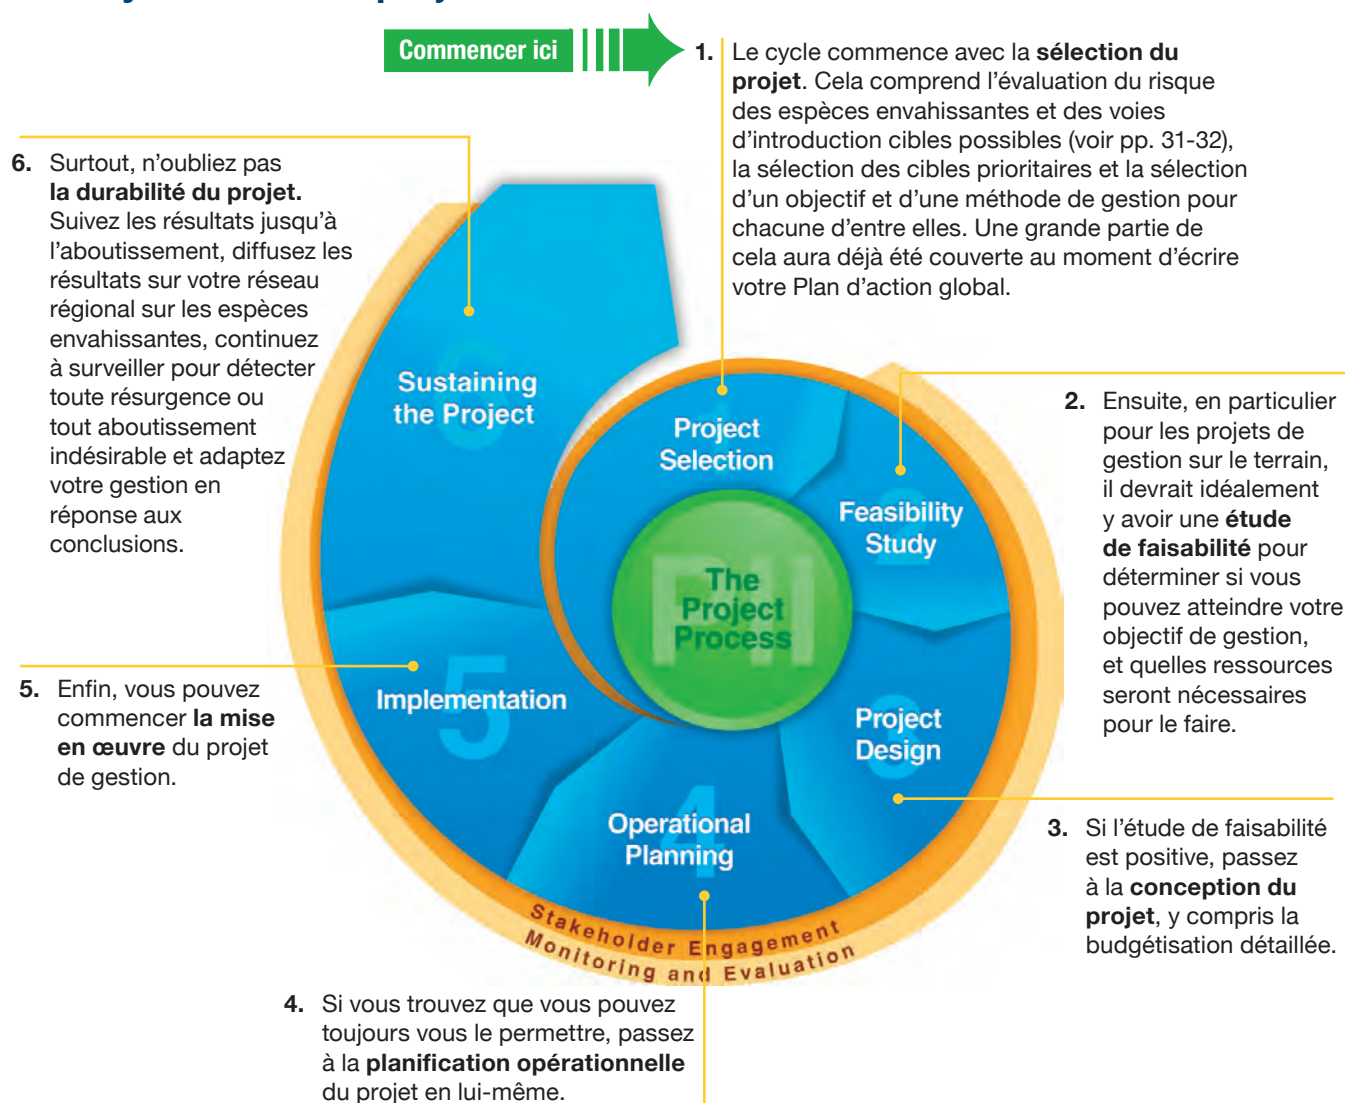 Commencer ici
1. Le cycle commence avec la sélection du
projet. Cela comprend l’évaluation du risque
des espèces envahissantes et des voies
d’introduction cibles possibles (voir pp. 31-32),
la sélection des cibles prioritaires et la sélection
d’un objectif et d’une méthode de gestion pour
chacune d’entre elles. Une grande partie de
cela aura déjà été couverte au moment d’écrire
votre Plan d’action global.
6. Surtout, n’oubliez pas
la durabilité du projet.
Suivez les résultats jusqu’à
l’aboutissement, diffusez les
résultats sur votre réseau
régional sur les espèces
envahissantes, continuez
à surveiller pour détecter
toute résurgence ou
tout aboutissement
indésirable et adaptez
votre gestion en
réponse aux
conclusions.
Sustaining
the Project
Project
Selection
2
Feasibility
Study
2. Ensuite, en particulier
pour les projets de
gestion sur le terrain,
il devrait idéalement
y avoir une étude
de faisabilité pour
déterminer si vous
pouvez atteindre votre
objectif de gestion,
et quelles ressources
seront nécessaires
pour le faire.
PII
The
Project
Process
5
Implementation
3
Project
Design
5. Enfin, vous pouvez
commencer la mise
en œuvre du projet
de gestion.
4
Operational
Planning
3. Si l’étude de faisabilité
est positive, passez
à la conception du
projet, y compris la
budgétisation détaillée.
Stakeholder Engagement
Monitoring and Evaluation
4. Si vous trouvez que vous pouvez
toujours vous le permettre, passez
à la planification opérationnelle
du projet en lui-même.